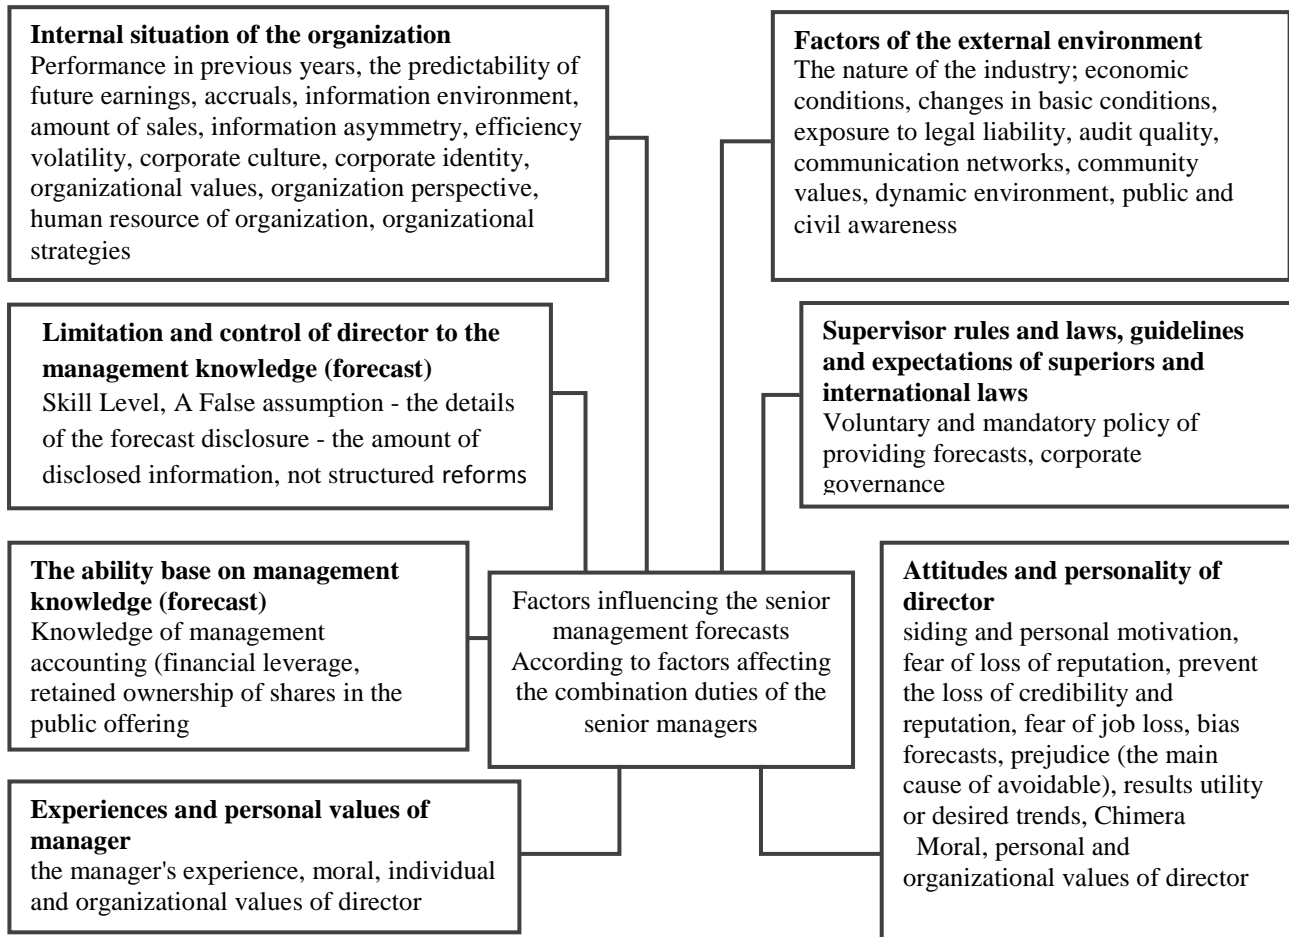 Internal situation of the organization
Performance in previous years, the predictability of
future earnings, accruals, information environment,
amount of sales, information asymmetry, efficiency
volatility, corporate culture, corporate identity,
organizational values, organization perspective,
human resource of organization, organizational
strategies
Factors of the external environment
The nature of the industry; economic
conditions, changes in basic conditions,
exposure to legal liability, audit quality,
communication networks, community
values, dynamic environment, public and
civil awareness
Limitation and control of director to the
management knowledge (forecast)
Skill Level, A False assumption - the details
of the forecast disclosure - the amount of
disclosed information, not structured reforms
Supervisor rules and laws, guidelines
and expectations of superiors and
international laws
Voluntary and mandatory policy of
providing forecasts, corporate
governance
The ability base on management
knowledge (forecast)
Knowledge of management
accounting (financial leverage,
retained ownership of shares in the
public offering
Factors influencing the senior
management forecasts
According to factors affecting
the combination duties of the
senior managers
Attitudes and personality of
director
siding and personal motivation,
fear of loss of reputation, prevent
the loss of credibility and
reputation, fear of job loss, bias
forecasts, prejudice (the main
cause of avoidable), results utility
or desired trends, Chimera
Moral, personal and
organizational values of director
Experiences and personal values of
manager
the manager's experience, moral, individual
and organizational values of director